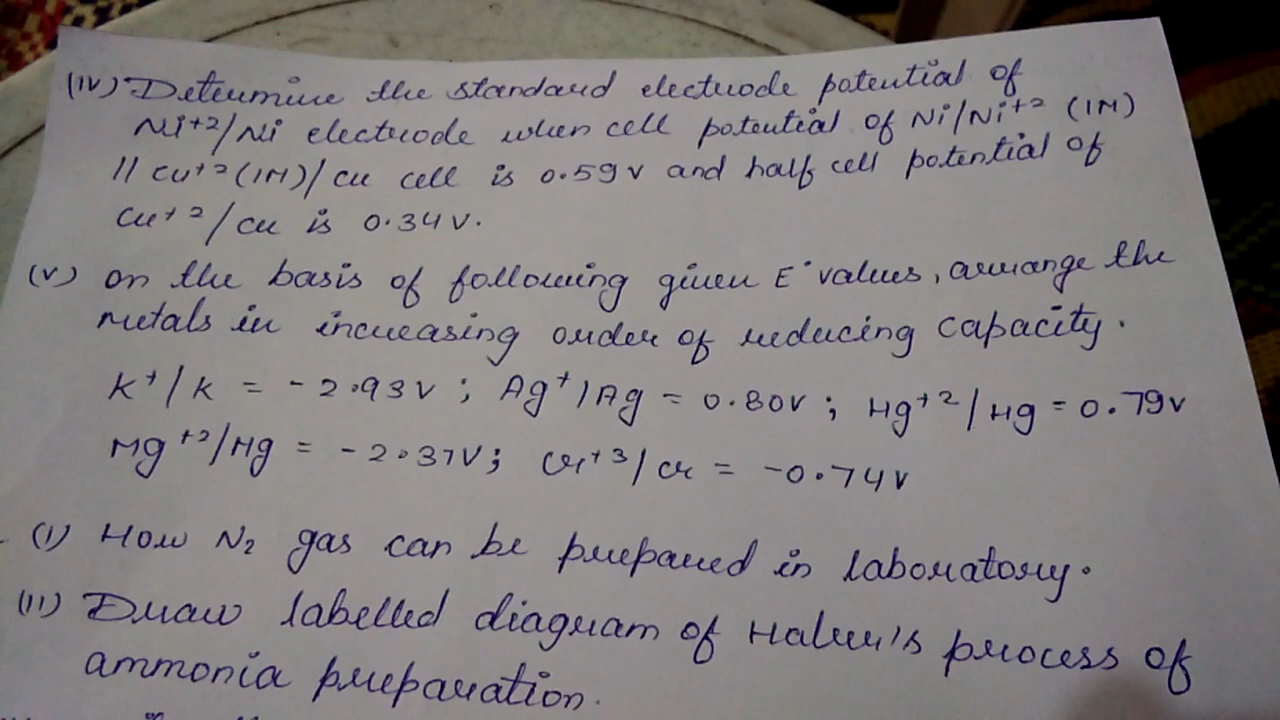 (iv) Determine the standard electrode potential of
Ni+2/Ni electrode when cell potential of Ni/Ni+2 (1M)
// Cu+2(1M)/Cu cell is 0.59v and half cell potential of
Cu+2/Cu is 0.34v.
(v) on the basis of following given E° values, arrange the
metals in increasing order of reducing capacity.
K+/K = -2.93v ; Ag+/Ag = 0.80v ; Hg+2/Hg = 0.79v
Mg+2/Mg = -2.37v; Cr+3/Cr = -0.74v
(i) How N2 gas can be prepared in laboratory.
(ii) Draw labelled diagram of Haber's process of
ammonia preparation.